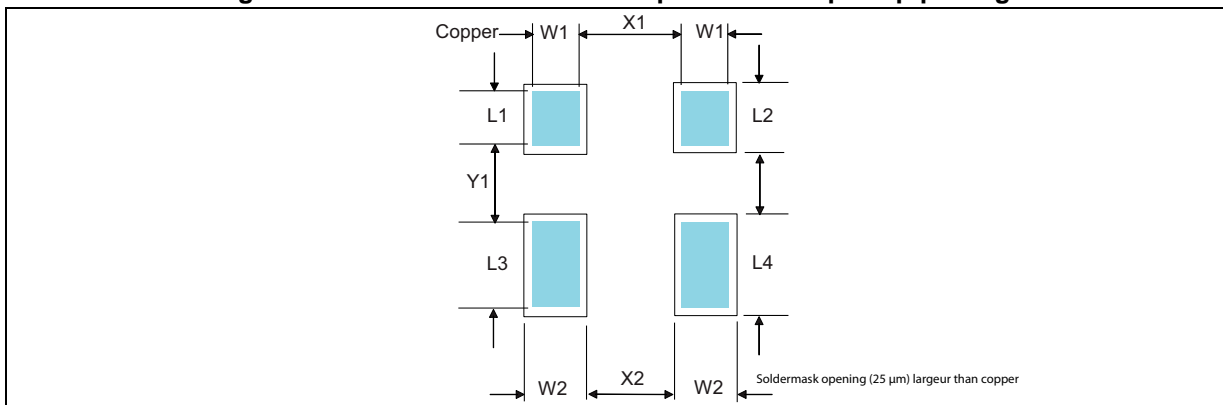 Copper
W1
X1
W1
L1
L2
Y1
L3
L4
W2
X2
W2
Soldermask opening (25 µm) largeur than copper